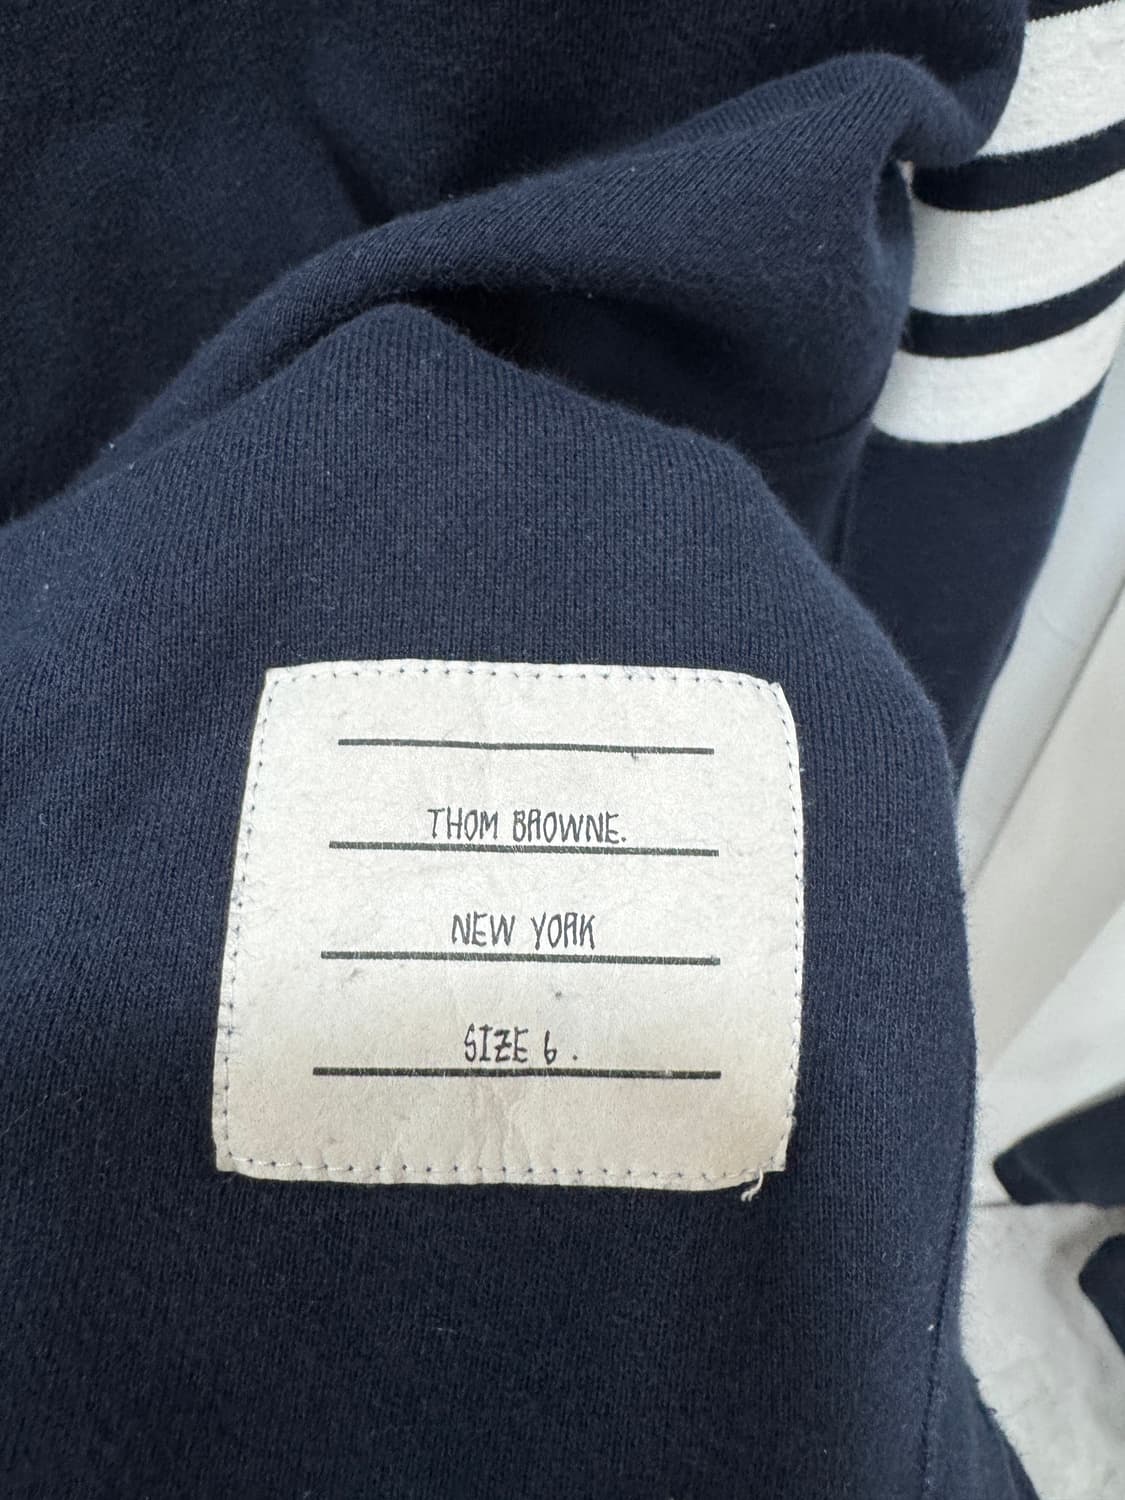 THOM BROWNE.
NEW YORK
SIZE 6 .